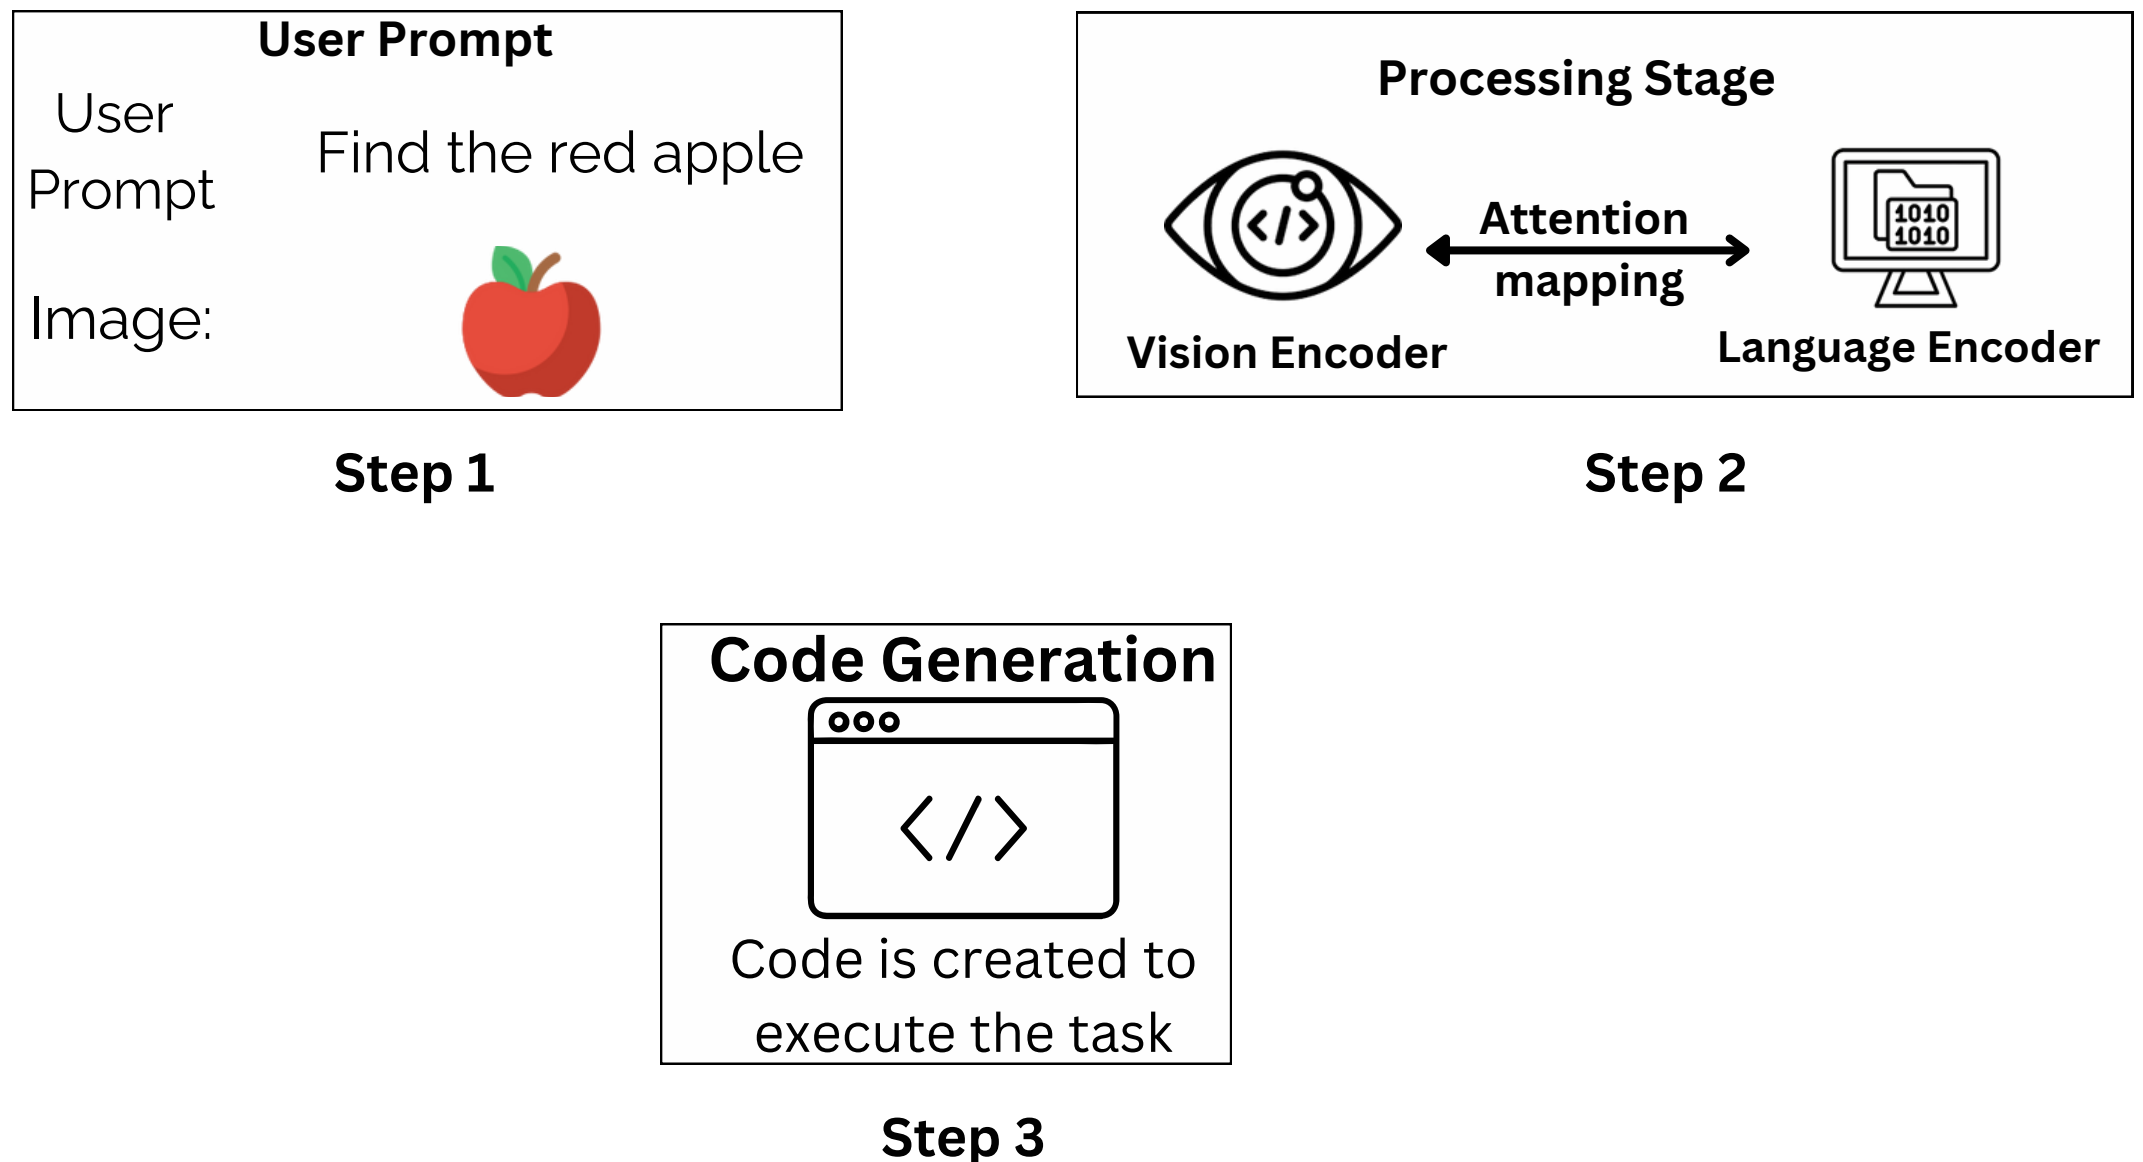 User Prompt
User
Prompt
Find the red apple
Image:
Step 1
Processing Stage
</>
Attention
mapping
1010
1010
Vision Encoder
Language Encoder
Step 2
Code Generation
</>
Code is created to
execute the task
Step 3